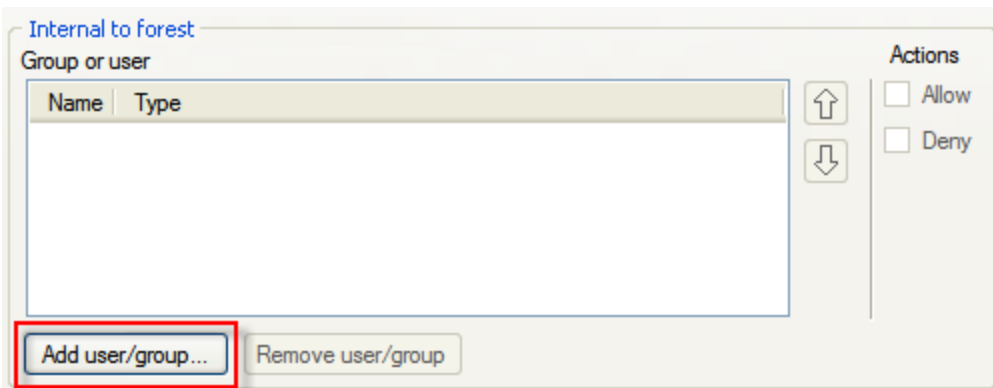 Internal to forest
Group or user
Actions
Name Type
Allow
Deny
Add user/group...
Remove user/group